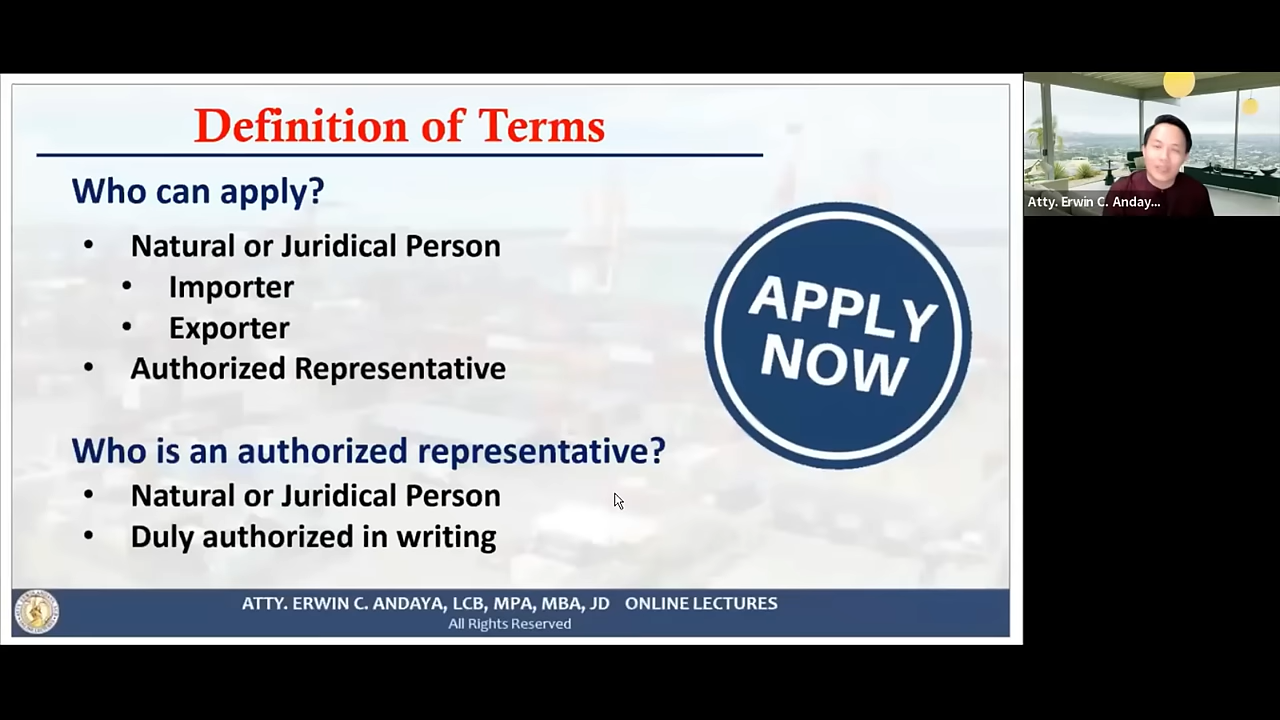 Definition of Terms
Who can apply?
• Natural or Juridical Person
• Importer
• Exporter
• Authorized Representative
Who is an authorized representative?
• Natural or Juridical Person
• Duly authorized in writing
APPLY
NOW
ATTY. ERWIN C. ANDAYA, LCB, MPA, MBA, JD ONLINE LECTURES
All Rights Reserved
Atty. Erwin C. Anday...